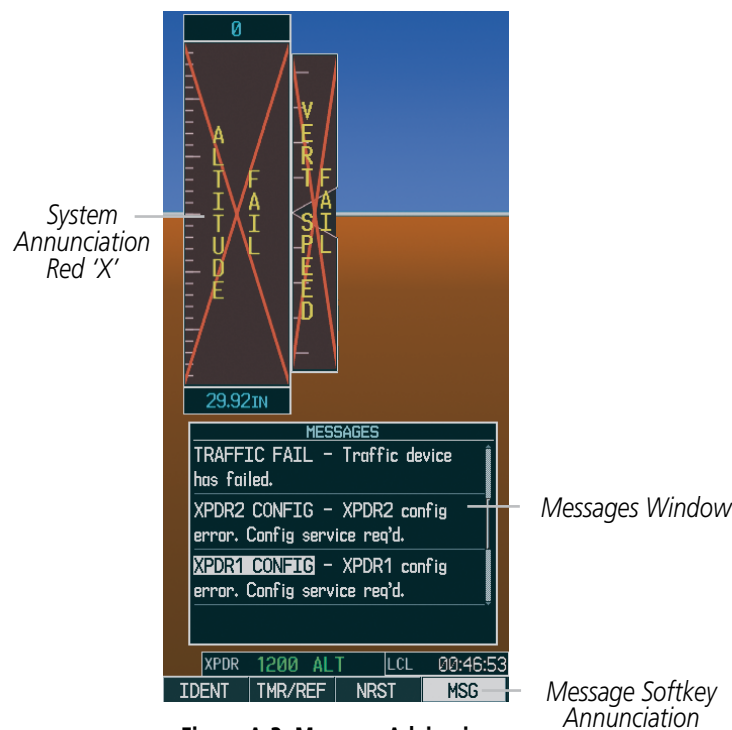 0
ALTITUDE FAIL
VERT SPEED FAIL
System
Annunciation
Red ‘X’
29.92IN
MESSAGES
TRAFFIC FAIL – Traffic device
has failed.
XPDR2 CONFIG – XPDR2 config
error. Config service req'd.
Messages Window
XPDR1 CONFIG – XPDR1 config
error. Config service req'd.
XPDR 1200 ALT LCL 00:46:53
IDENT TMR/REF NRST MSG
Message Softkey
Annunciation